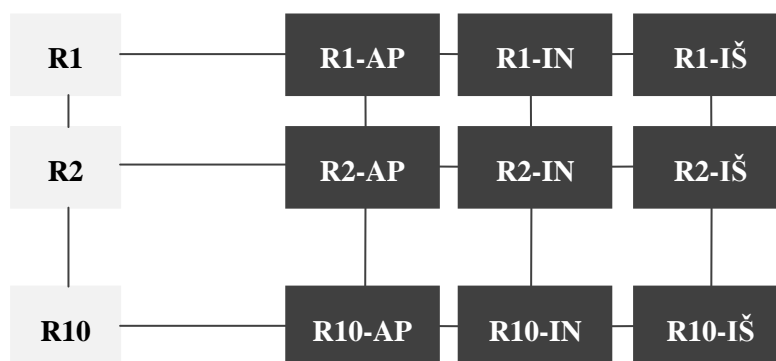 R1 R1-AP R1-IN R1-IŠ
R2 R2-AP R2-IN R2-IŠ
R10 R10-AP R10-IN R10-IŠ